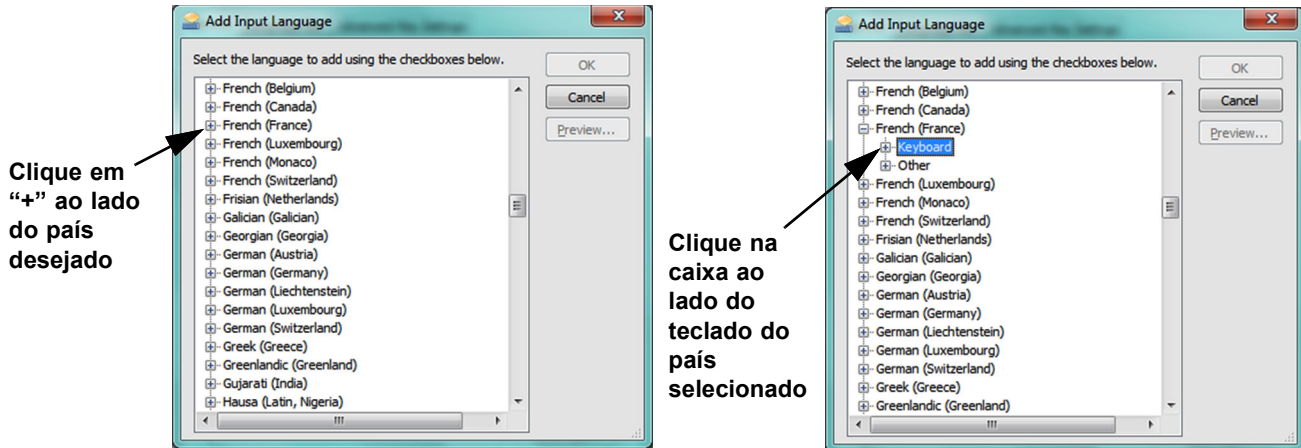 Clique em
“+” ao lado
do país
desejado
Add Input Language
Select the language to add using the checkboxes below.
OK
Cancel
Preview...
French (Belgium)
French (Canada)
French (France)
French (Luxembourg)
French (Monaco)
French (Switzerland)
Frisian (Netherlands)
Galician (Galician)
Georgian (Georgia)
German (Austria)
German (Germany)
German (Liechtenstein)
German (Luxembourg)
German (Switzerland)
Greek (Greece)
Greenlandic (Greenland)
Gujarati (India)
Hausa (Latin, Nigeria)
Clique na
caixa ao
lado do
teclado do
país
selecionado
Add Input Language
Select the language to add using the checkboxes below.
OK
Cancel
Preview...
French (Belgium)
French (Canada)
French (France)
Keyboard
Other
French (Luxembourg)
French (Monaco)
French (Switzerland)
Frisian (Netherlands)
Galician (Galician)
Georgian (Georgia)
German (Austria)
German (Germany)
German (Liechtenstein)
German (Luxembourg)
German (Switzerland)
Greek (Greece)
Greenlandic (Greenland)